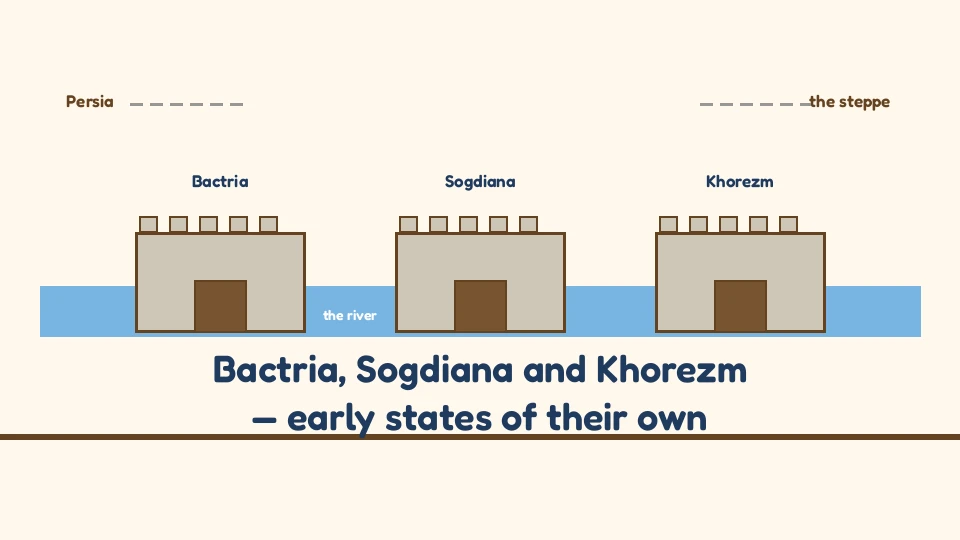 Persia
the steppe
Bactria
Sogdiana
Khorezm
the river
Bactria, Sogdiana and Khorezm
— early states of their own